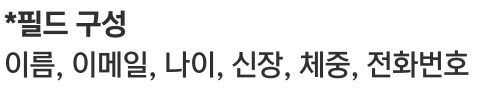 *필드 구성
이름, 이메일, 나이, 신장, 체중, 전화번호